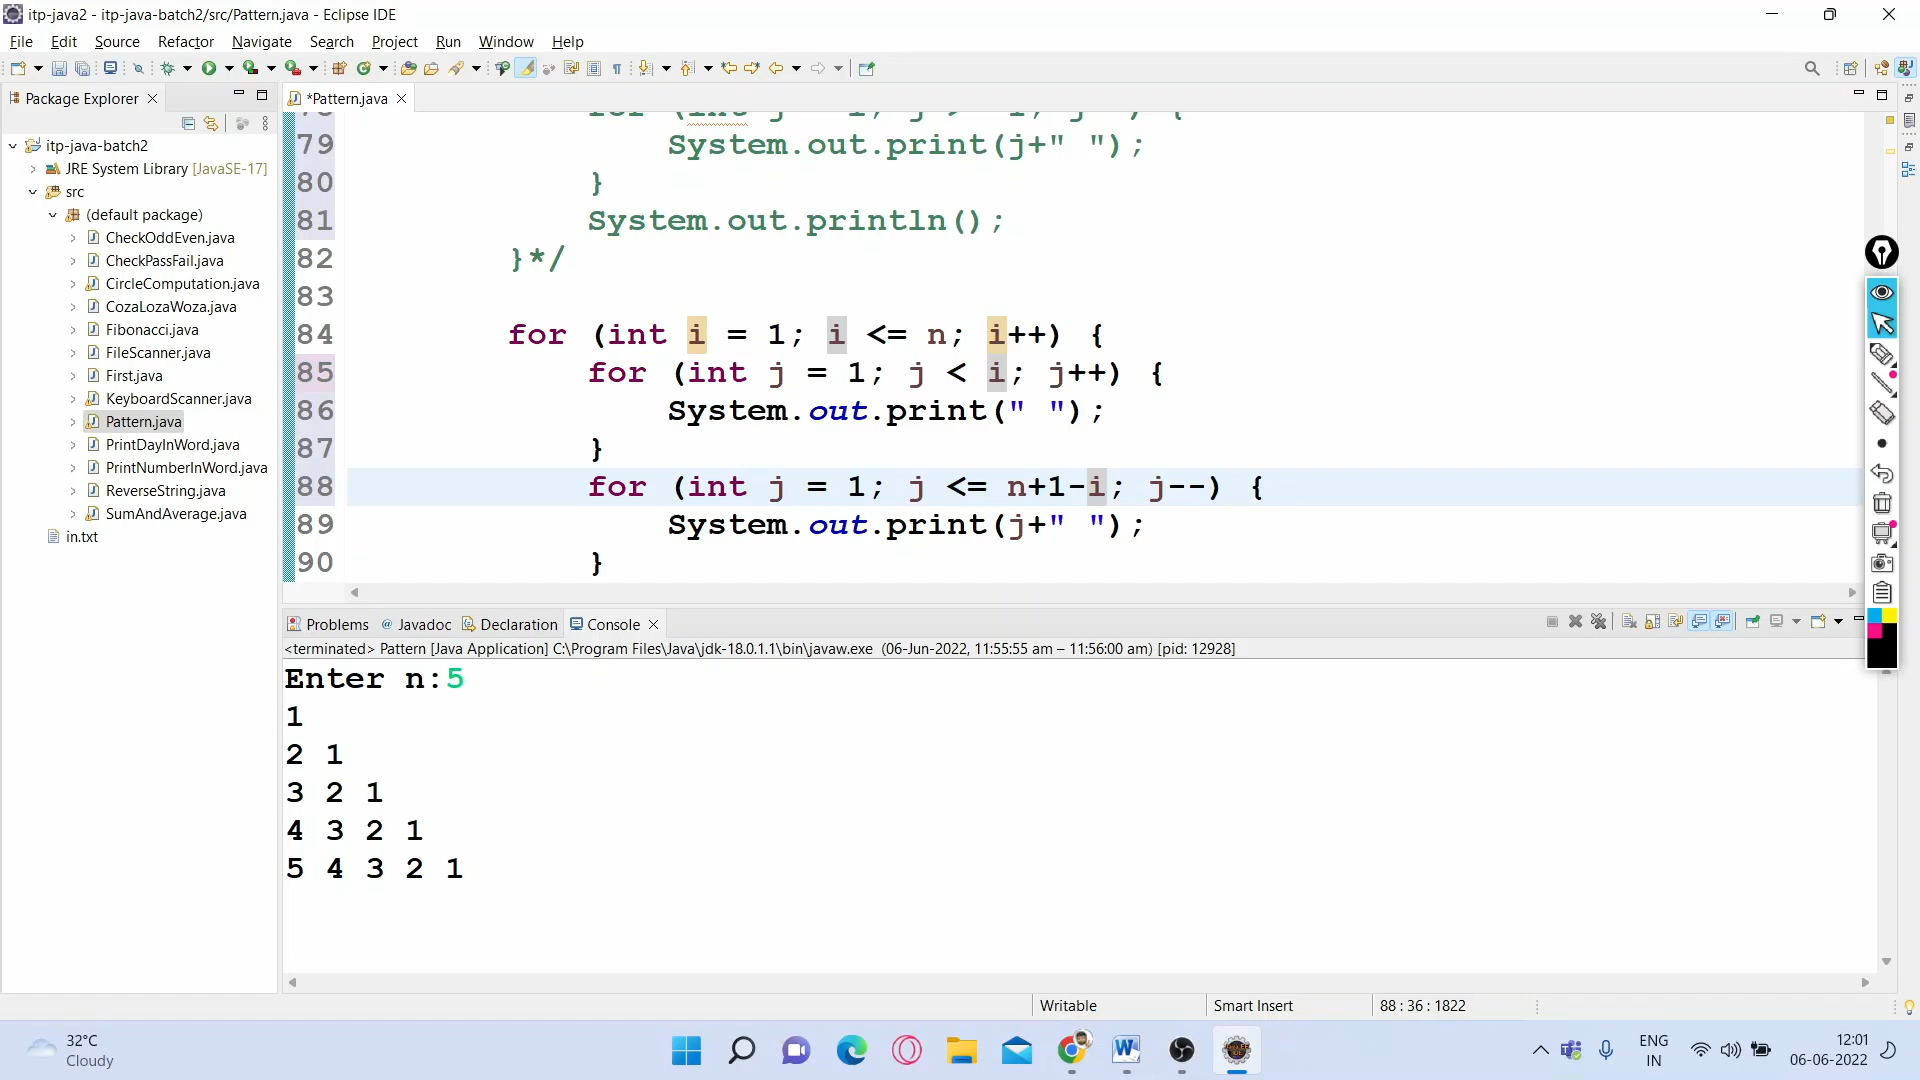 itp-java2 - itp-java-batch2/src/Pattern.java - Eclipse IDE
File Edit Source Refactor Navigate Search Project Run Window Help
Package Explorer
*Pattern.java
itp-java-batch2
JRE System Library [JavaSE-17]
src
(default package)
CheckOddEven.java
CheckPassFail.java
CircleComputation.java
CozaLozaWoza.java
Fibonacci.java
FileScanner.java
First.java
KeyboardScanner.java
Pattern.java
PrintDayInWord.java
PrintNumberInWord.java
ReverseString.java
SumAndAverage.java
in.txt
79 System.out.print(j+" ");
80 }
81 System.out.println();
82 }*/
83
84 for (int i = 1; i <= n; i++) {
85 for (int j = 1; j < i; j++) {
86 System.out.print(" ");
87 }
88 for (int j = 1; j <= n+1-i; j--) {
89 System.out.print(j+" ");
90 }
Problems @ Javadoc Declaration Console
<terminated> Pattern [Java Application] C:\Program Files\Java\jdk-18.0.1.1\bin\javaw.exe (06-Jun-2022, 11:55:55 am – 11:56:00 am) [pid: 12928]
Enter n:5
1
2 1
3 2 1
4 3 2 1
5 4 3 2 1
Writable Smart Insert 88 : 36 : 1822
32°C
Cloudy
ENG
IN
12:01
06-06-2022